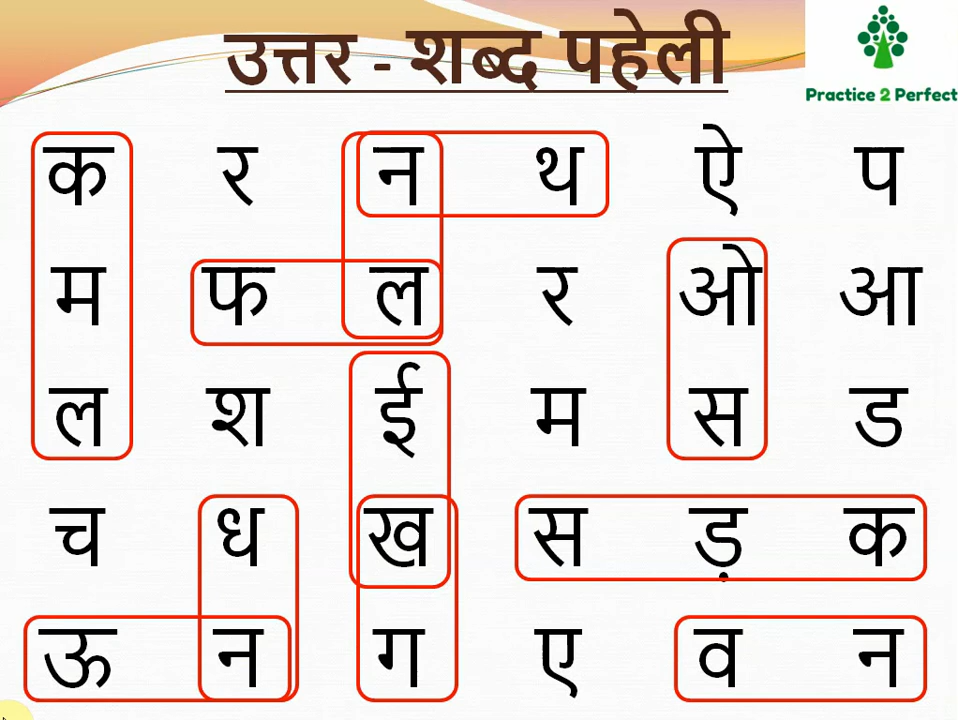 उत्तर - शब्द पहेली
Practice 2 Perfect
क र न थ ऐ प
म फ ल र ओ आ
ल श ई म स ड
च ध ख स ड़ क
ऊ न ग ए व न